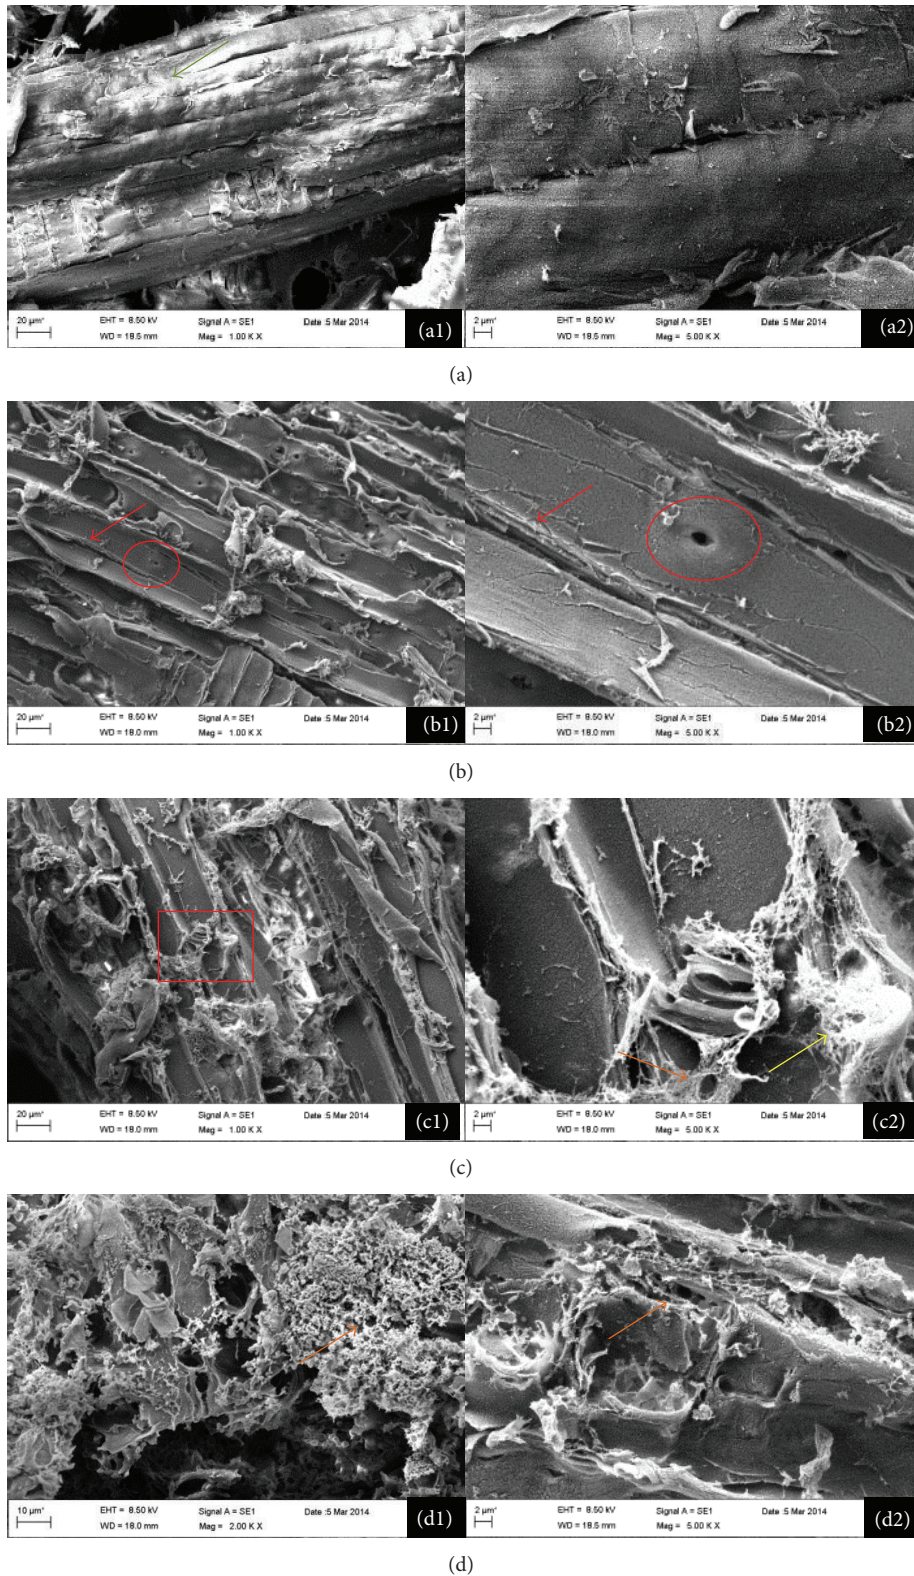 20 µm*
EHT = 8.50 kV
Signal A = SE1
Date :5 Mar 2014
WD = 18.5 mm
Mag = 1.00 K X
(a1)
2 µm*
EHT = 8.50 kV
Signal A = SE1
Date :5 Mar 2014
WD = 18.5 mm
Mag = 5.00 K X
(a2)
(a)
20 µm*
EHT = 8.50 kV
Signal A = SE1
Date :5 Mar 2014
WD = 18.0 mm
Mag = 1.00 K X
(b1)
2 µm*
EHT = 8.50 kV
Signal A = SE1
Date :5 Mar 2014
WD = 18.0 mm
Mag = 5.00 K X
(b2)
(b)
20 µm*
EHT = 8.50 kV
Signal A = SE1
Date :5 Mar 2014
WD = 18.0 mm
Mag = 1.00 K X
(c1)
2 µm*
EHT = 8.50 kV
Signal A = SE1
Date :5 Mar 2014
WD = 18.0 mm
Mag = 5.00 K X
(c2)
(c)
10 µm*
EHT = 8.50 kV
Signal A = SE1
Date :5 Mar 2014
WD = 18.0 mm
Mag = 2.00 K X
(d1)
2 µm*
EHT = 8.50 kV
Signal A = SE1
Date :5 Mar 2014
WD = 18.5 mm
Mag = 5.00 K X
(d2)
(d)